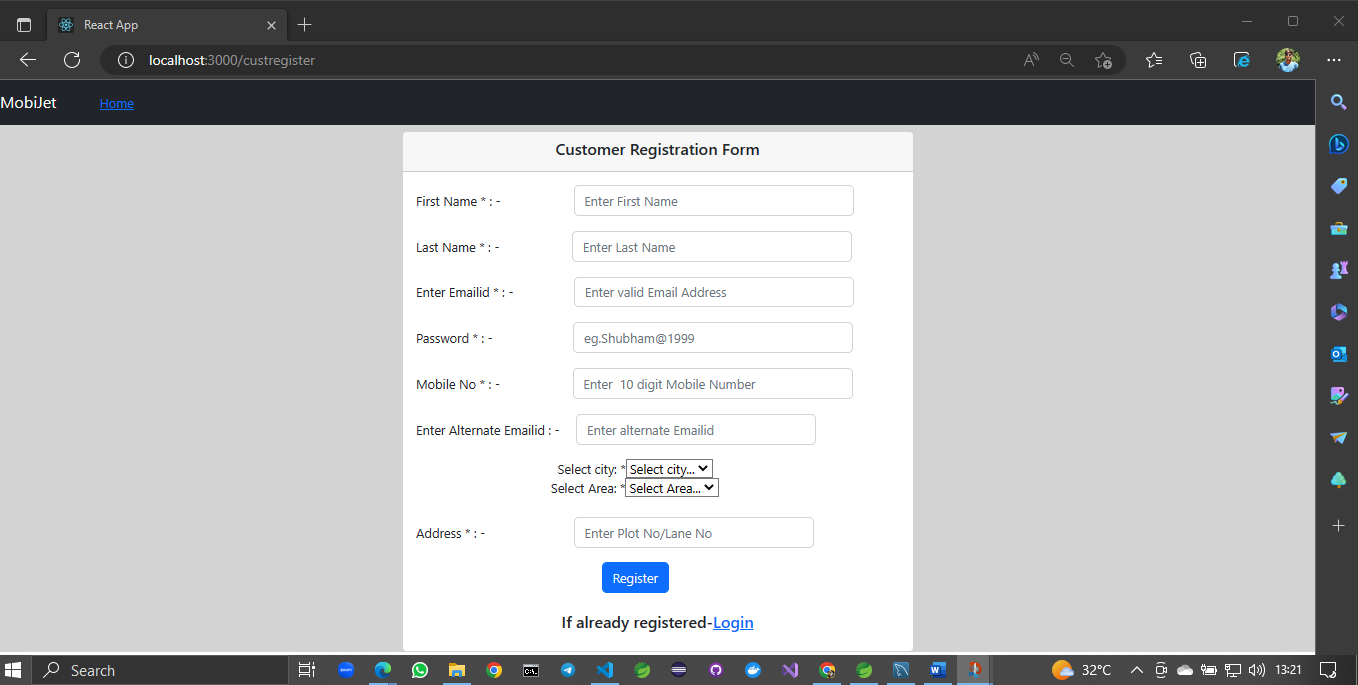 React App
localhost:3000/custregister
MobiJet Home
Customer Registration Form
First Name * : - Enter First Name
Last Name * : - Enter Last Name
Enter Emailid * : - Enter valid Email Address
Password * : - eg.Shubham@1999
Mobile No * : - Enter  10 digit Mobile Number
Enter Alternate Emailid : - Enter alternate Emailid
Select city: * Select city...
Select Area: * Select Area...
Address * : - Enter Plot No/Lane No
Register
If already registered-Login
Search 32°C 13:21